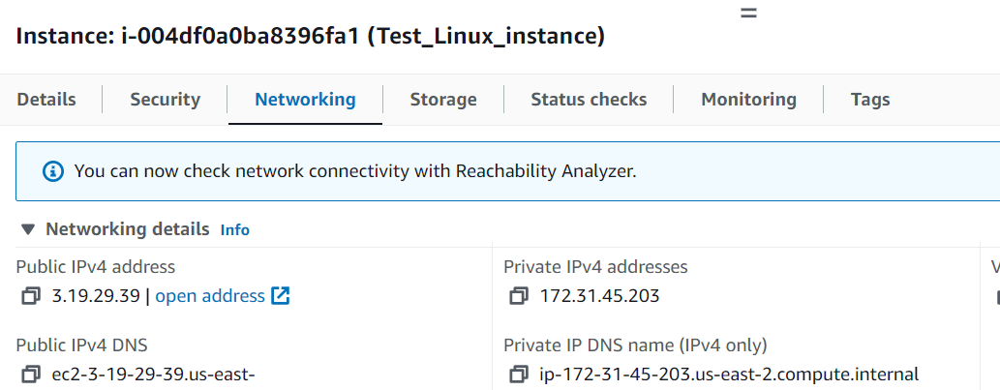 Instance: i-004df0a0ba8396fa1 (Test_Linux_instance)
Details Security Networking Storage Status checks Monitoring Tags
You can now check network connectivity with Reachability Analyzer.
Networking details Info
Public IPv4 address
3.19.29.39 | open address
Private IPv4 addresses
172.31.45.203
Public IPv4 DNS
ec2-3-19-29-39.us-east-
Private IP DNS name (IPv4 only)
ip-172-31-45-203.us-east-2.compute.internal